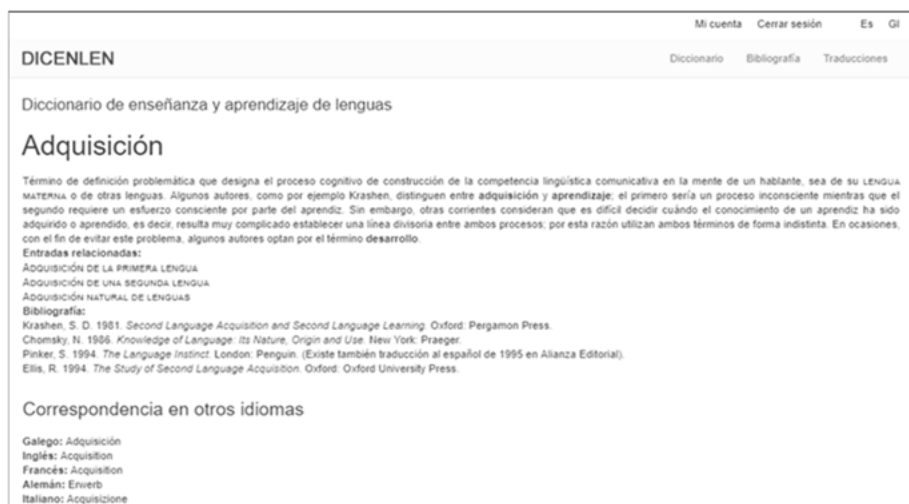 Mi cuenta Cerrar sesión Es Gl
DICENLEN Diccionario Bibliografía Traducciones
Diccionario de enseñanza y aprendizaje de lenguas
Adquisición
Término de definición problemática que designa el proceso cognitivo de construcción de la competencia lingüística comunicativa en la mente de un hablante, sea de su LENGUA
MATERNA o de otras lenguas. Algunos autores, como por ejemplo Krashen, distinguen entre adquisición y aprendizaje; el primero sería un proceso inconsciente mientras que el
segundo requiere un esfuerzo consciente por parte del aprendiz. Sin embargo, otras corrientes consideran que es difícil decidir cuándo el conocimiento de un aprendiz ha sido
adquirido o aprendido, es decir, resulta muy complicado establecer una línea divisoria entre ambos procesos; por esta razón utilizan ambos términos de forma indistinta. En ocasiones,
con el fin de evitar este problema, algunos autores optan por el término desarrollo.
Entradas relacionadas:
ADQUISICIÓN DE LA PRIMERA LENGUA
ADQUISICIÓN DE UNA SEGUNDA LENGUA
ADQUISICIÓN NATURAL DE LENGUAS
Bibliografía:
Krashen, S. D. 1981. Second Language Acquisition and Second Language Learning. Oxford: Pergamon Press.
Chomsky, N. 1986. Knowledge of Language: Its Nature, Origin and Use. New York: Praeger.
Pinker, S. 1994. The Language Instinct. London: Penguin. (Existe también traducción al español de 1995 en Alianza Editorial).
Ellis, R. 1994. The Study of Second Language Acquisition. Oxford: Oxford University Press.
Correspondencia en otros idiomas
Galego: Adquisición
Inglés: Acquisition
Francés: Acquisition
Alemán: Erwerb
Italiano: Acquisizione